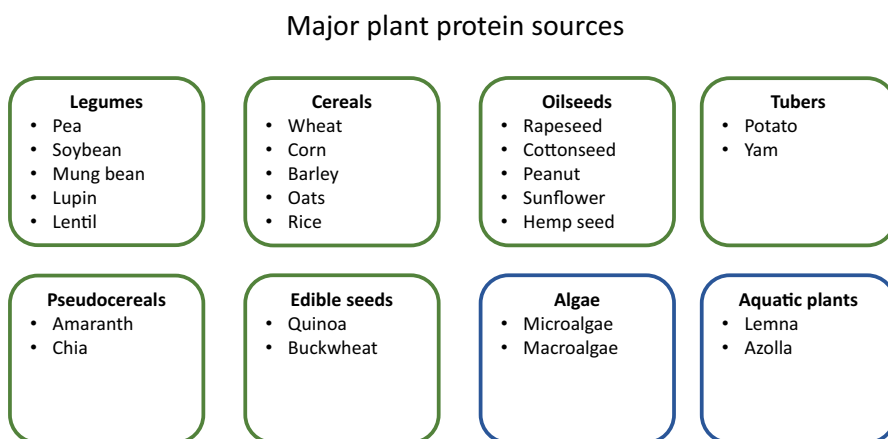 Major plant protein sources
Legumes
• Pea
• Soybean
• Mung bean
• Lupin
• Lentil
Cereals
• Wheat
• Corn
• Barley
• Oats
• Rice
Oilseeds
• Rapeseed
• Cottonseed
• Peanut
• Sunflower
• Hemp seed
Tubers
• Potato
• Yam
Pseudocereals
• Amaranth
• Chia
Edible seeds
• Quinoa
• Buckwheat
Algae
• Microalgae
• Macroalgae
Aquatic plants
• Lemna
• Azolla